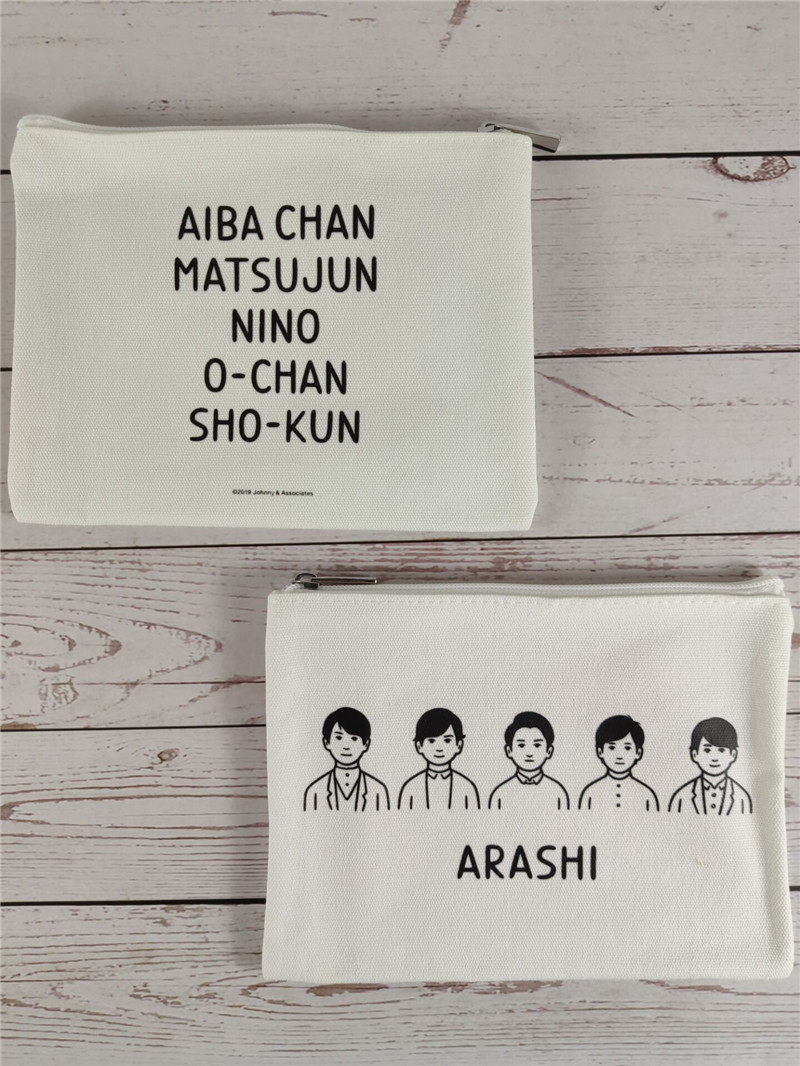 AIBA CHAN
MATSUJUN
NINO
O-CHAN
SHO-KUN
©2019 Johnny & Associates
ARASHI